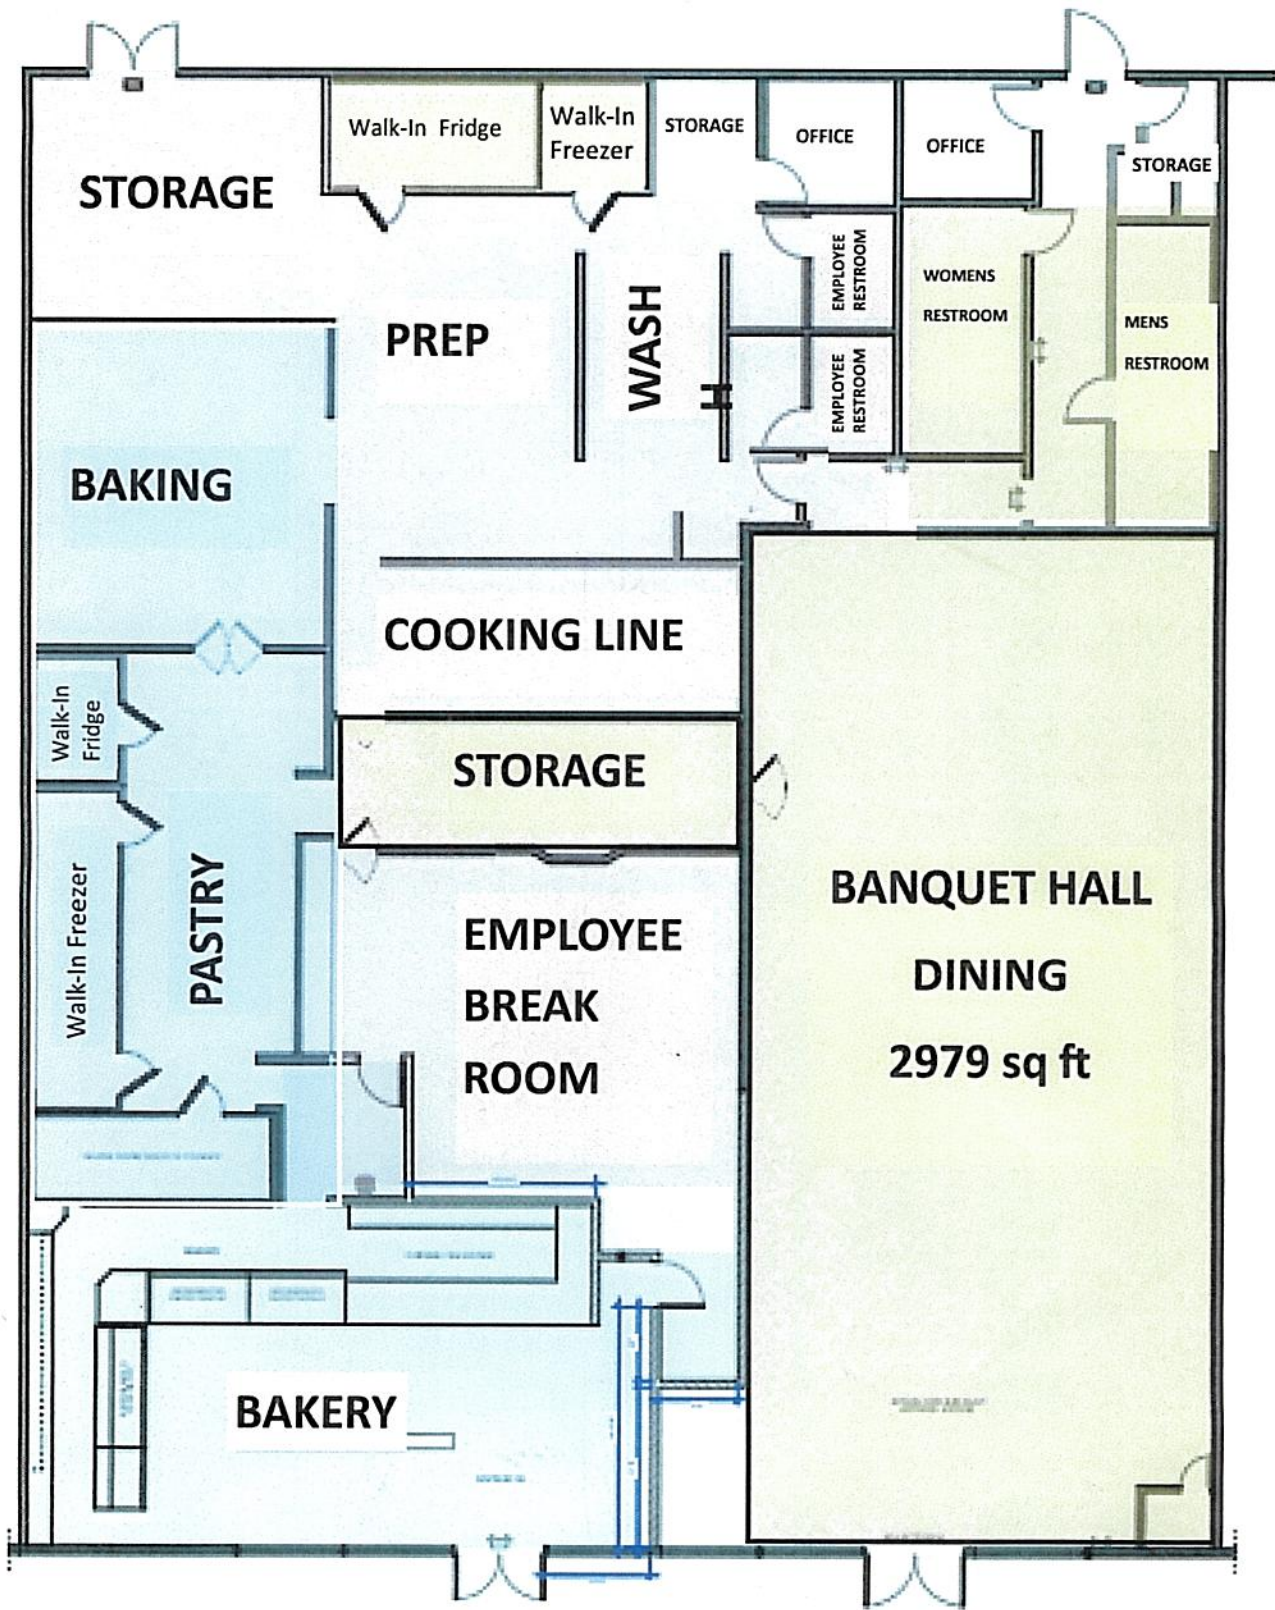 Walk-In Fridge
Walk-In
Freezer
STORAGE
OFFICE
OFFICE
STORAGE
STORAGE
EMPLOYEE
RESTROOM
WOMENS
RESTROOM
MENS
RESTROOM
PREP
WASH
EMPLOYEE
RESTROOM
BAKING
COOKING LINE
Walk-In
Fridge
STORAGE
PASTRY
Walk-In Freezer
EMPLOYEE
BREAK
ROOM
BANQUET HALL
DINING
2979 sq ft
BAKERY